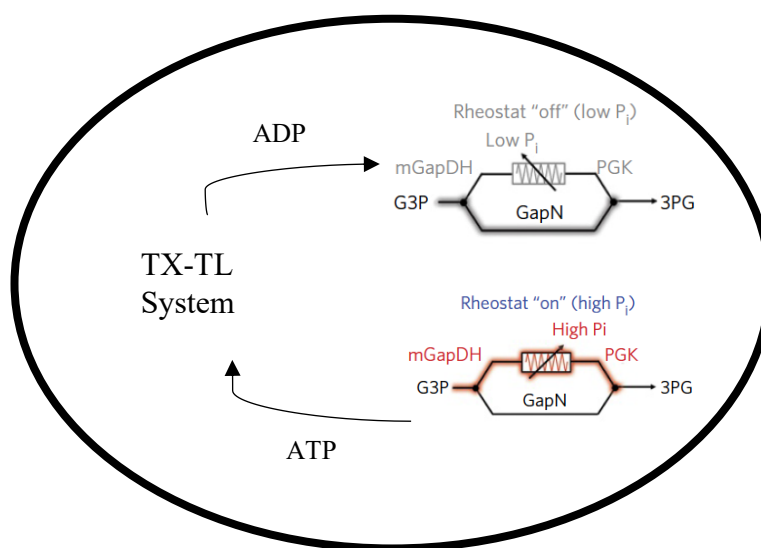 Rheostat "off" (low Pᵢ)
ADP
Low Pᵢ
mGapDH
PGK
G3P
GapN
3PG
TX-TL
System
Rheostat "on" (high Pᵢ)
High Pi
mGapDH
PGK
G3P
GapN
3PG
ATP